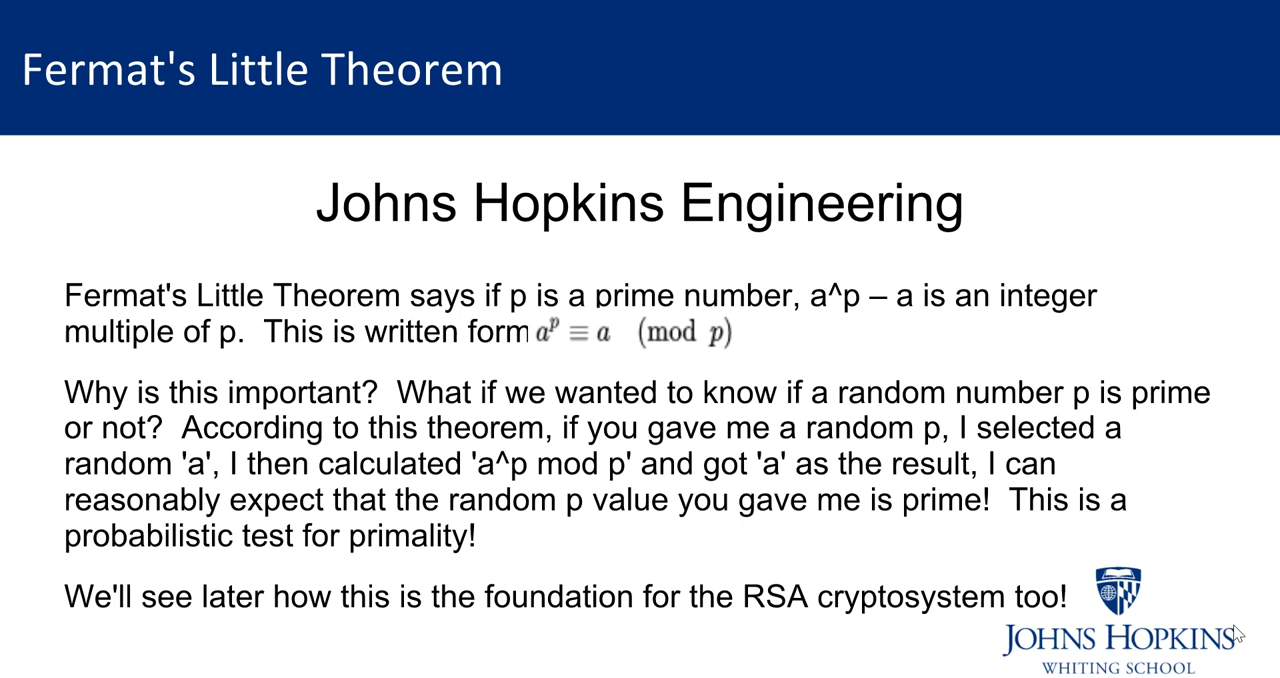 Fermat's Little Theorem
Johns Hopkins Engineering
Fermat's Little Theorem says if p is a prime number, a^p – a is an integer
multiple of p.  This is written form aᵖ ≡ a (mod p)
Why is this important?  What if we wanted to know if a random number p is prime
or not?  According to this theorem, if you gave me a random p, I selected a
random 'a', I then calculated 'a^p mod p' and got 'a' as the result, I can
reasonably expect that the random p value you gave me is prime!  This is a
probabilistic test for primality!
We'll see later how this is the foundation for the RSA cryptosystem too!
JOHNS HOPKINS
WHITING SCHOOL